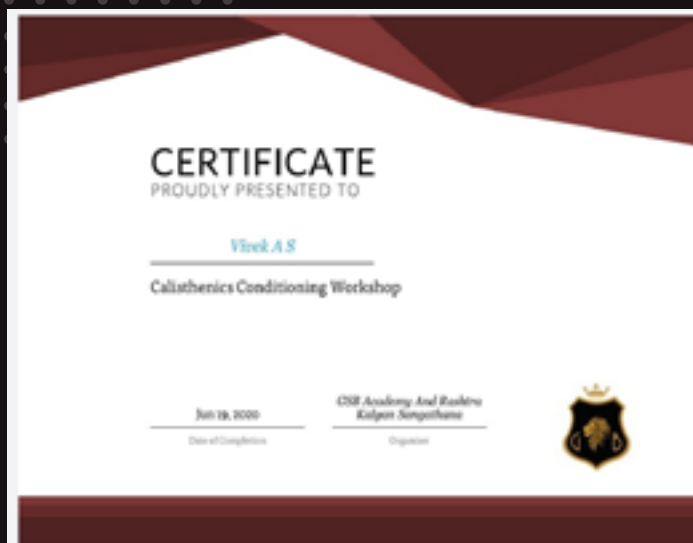 CERTIFICATE
PROUDLY PRESENTED TO
Vivek A S
Calisthenics Conditioning Workshop
Jun 19, 2020
Date of Completion
Academy And Rashtra
Kalyan Sangathana
Organizer